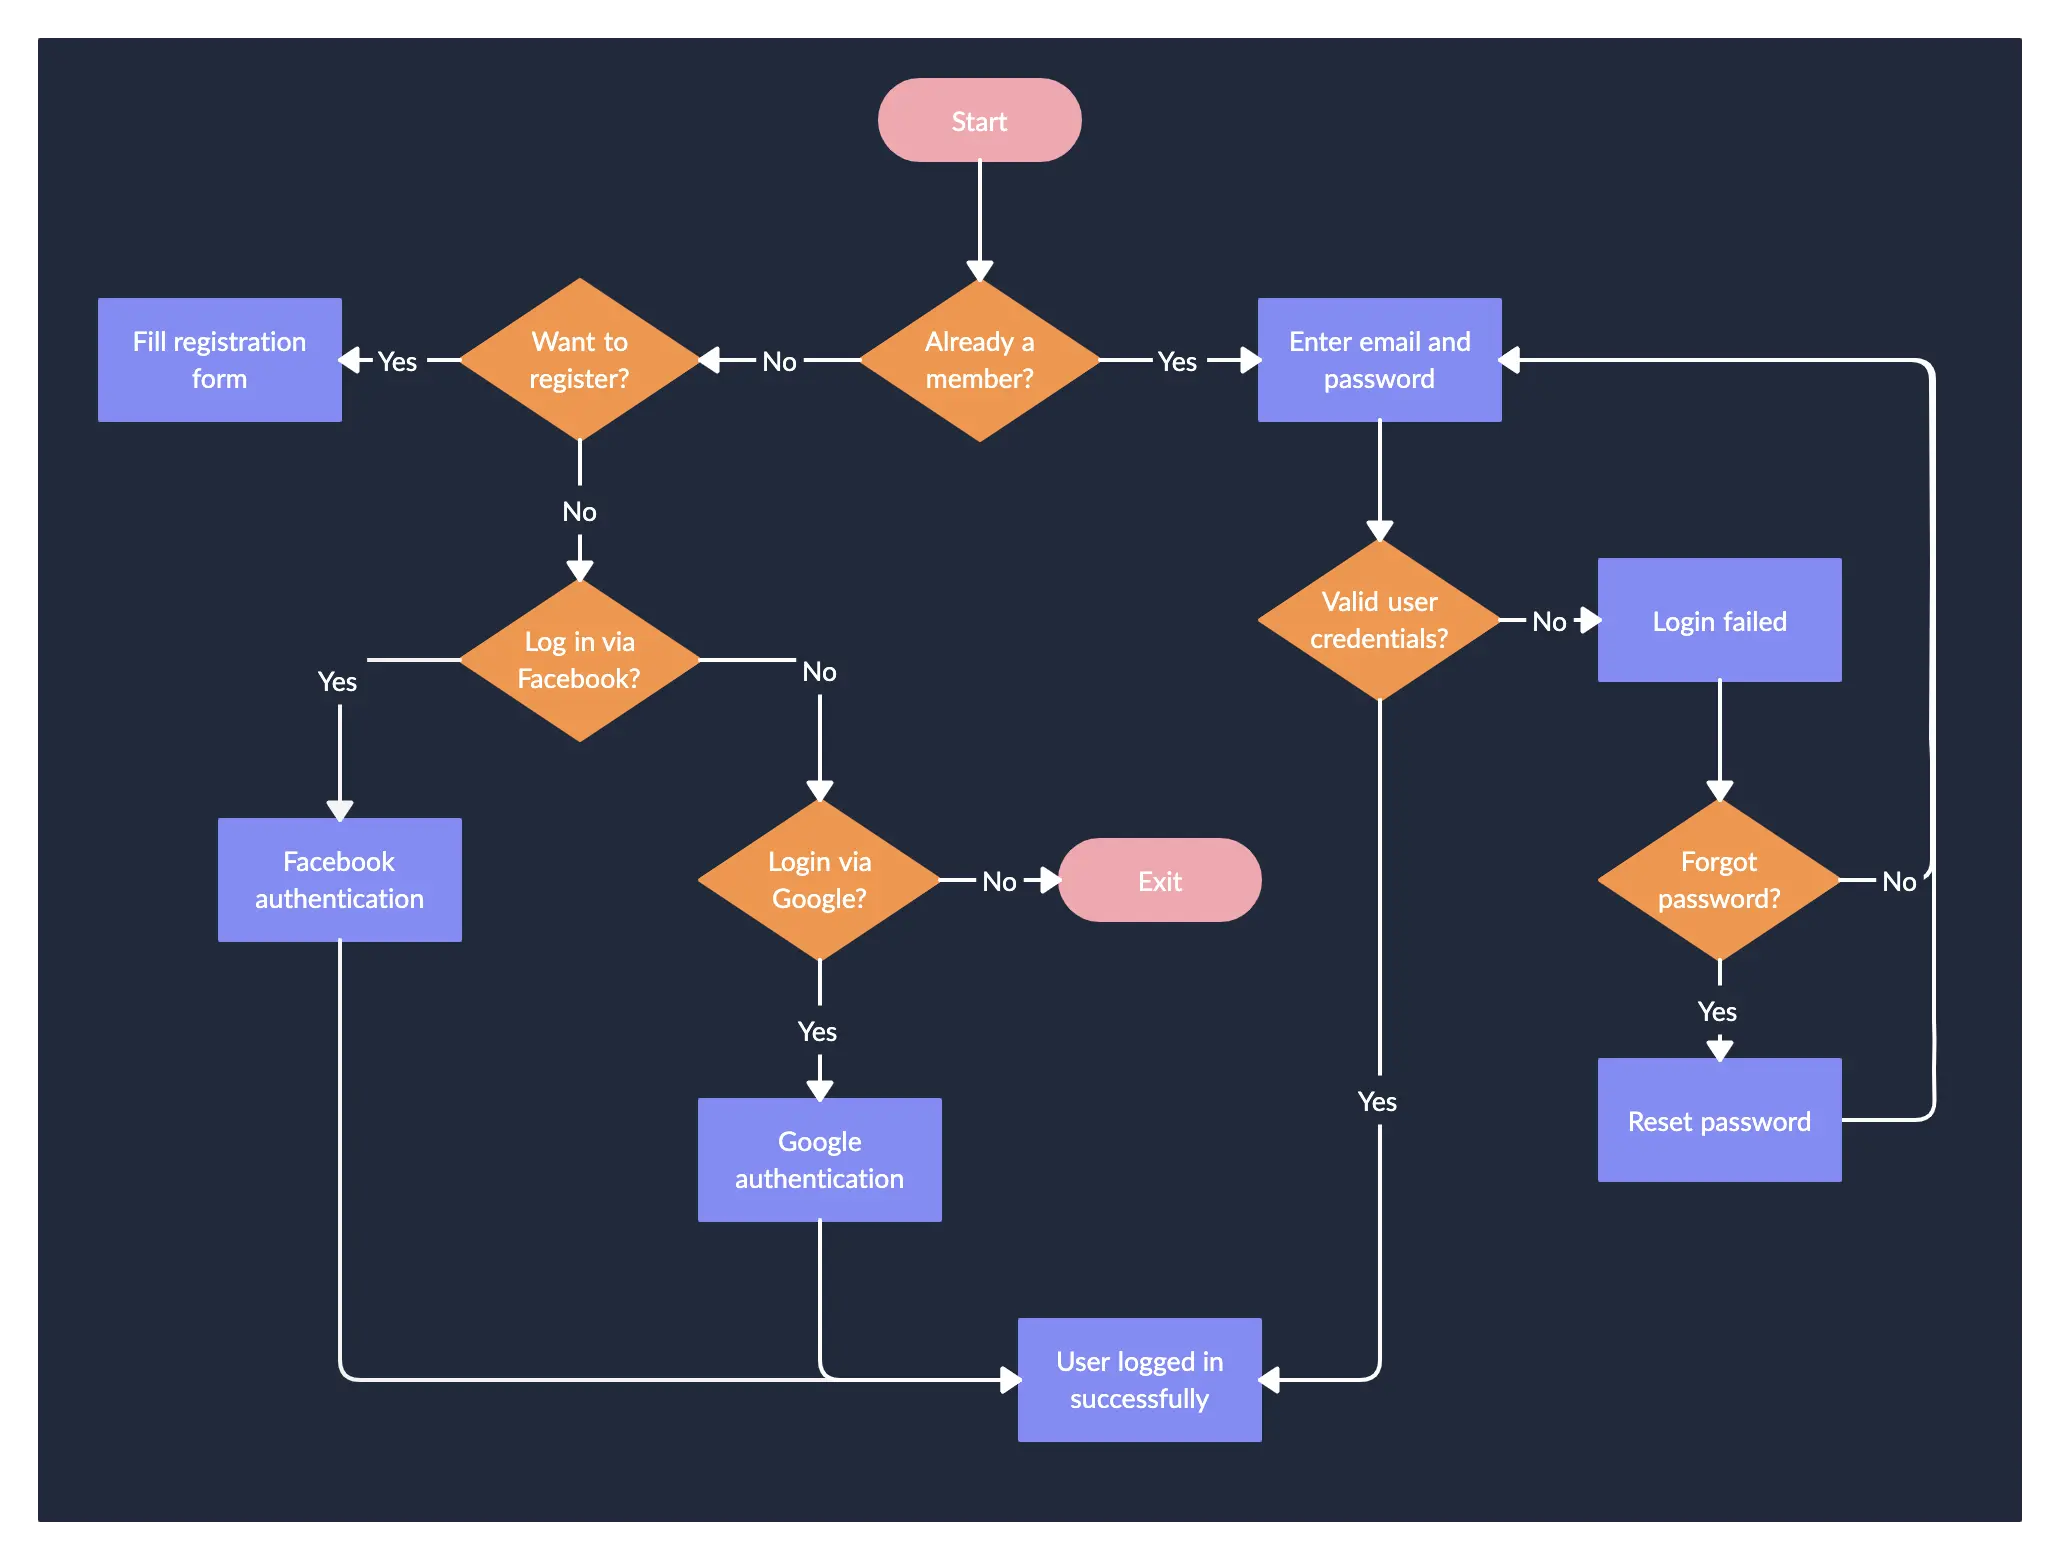 Start
Fill registration
form
Yes
Want to
register?
No
Already a
member?
Yes
Enter email and
password
No
Log in via
Facebook?
Yes
No
Valid user
credentials?
No
Login failed
Facebook
authentication
Login via
Google?
No
Exit
Forgot
password?
No
Yes
Yes
Yes
Google
authentication
Reset password
User logged in
successfully